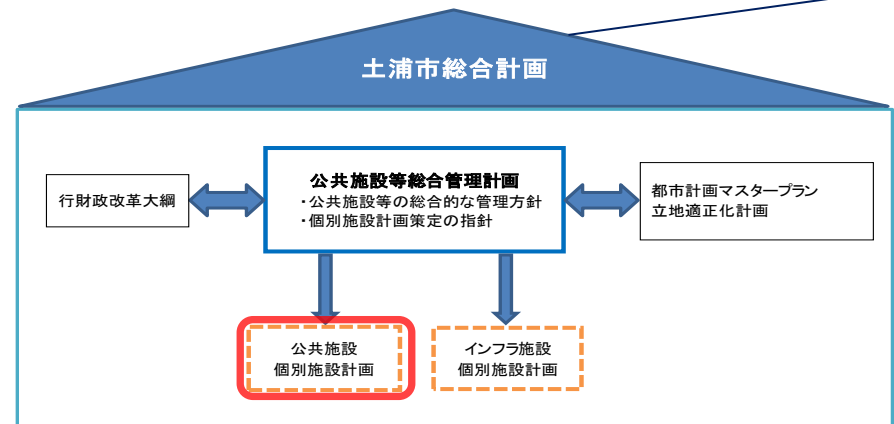 土浦市総合計画
公共施設等総合管理計画
・公共施設等の総合的な管理方針
・個別施設計画策定の指針
行財政改革大綱
都市計画マスタープラン
立地適正化計画
公共施設
個別施設計画
インフラ施設
個別施設計画